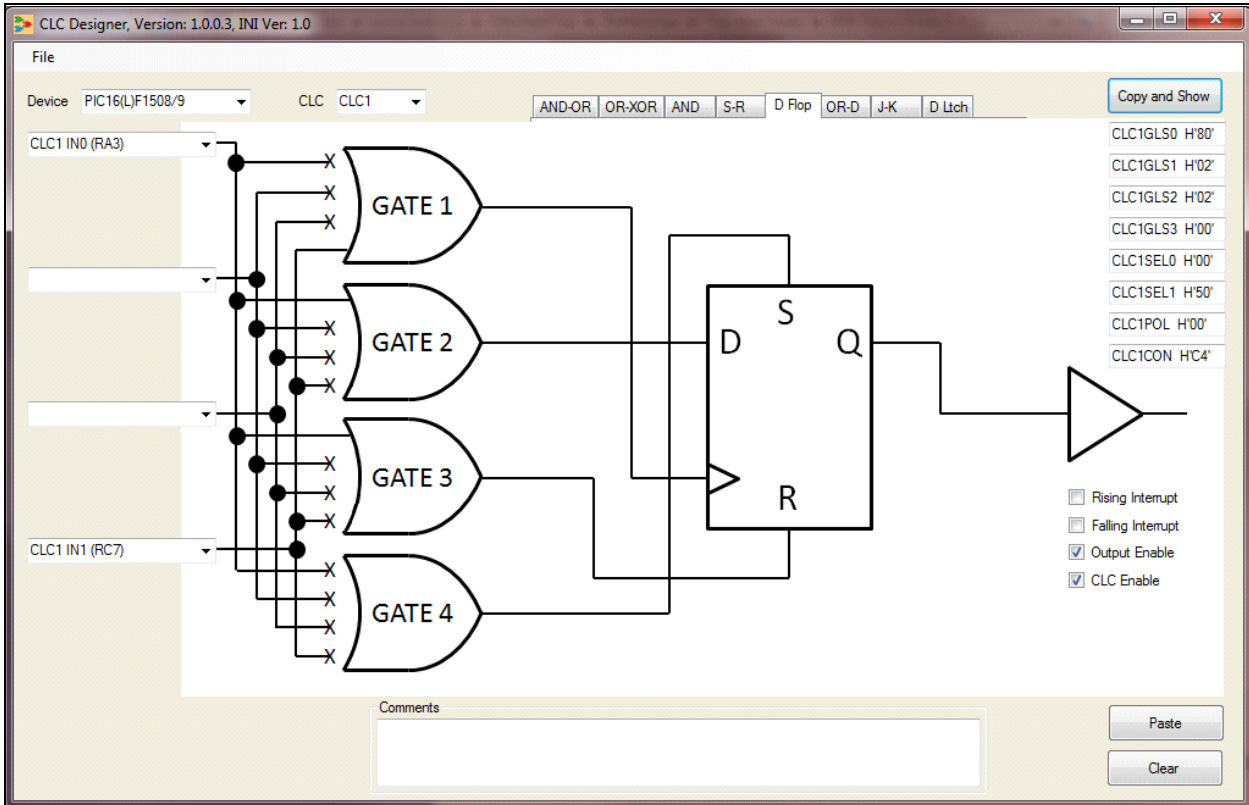 CLC Designer, Version: 1.0.0.3, INI Ver: 1.0
File
Device PIC16(L)F1508/9 CLC CLC1
AND-OR OR-XOR AND S-R D Flop OR-D J-K D Ltch
Copy and Show
CLC1 IN0 (RA3)
CLC1 IN1 (RC7)
X
X
X
GATE 1
X
X
X
GATE 2
X
X
X
GATE 3
X
X
X
X
GATE 4
S
D Q
R
CLC1GLS0 H'80'
CLC1GLS1 H'02'
CLC1GLS2 H'02'
CLC1GLS3 H'00'
CLC1SEL0 H'00'
CLC1SEL1 H'50'
CLC1POL H'00'
CLC1CON H'C4'
Rising Interrupt
Falling Interrupt
Output Enable
CLC Enable
Comments
Paste
Clear